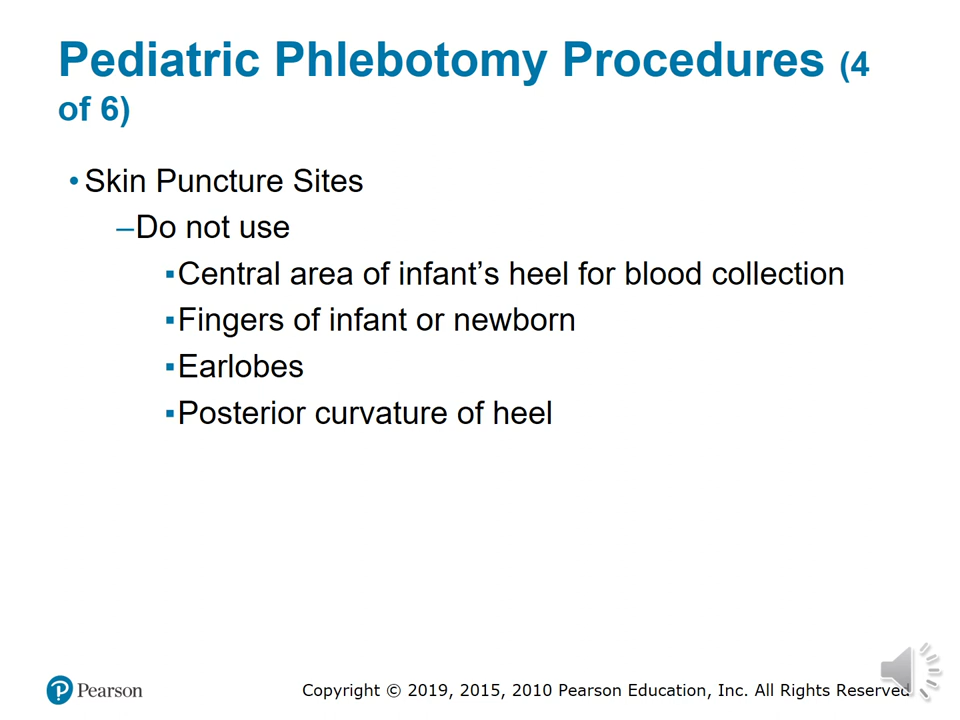 Pediatric Phlebotomy Procedures (4
of 6)
• Skin Puncture Sites
–Do not use
▪Central area of infant’s heel for blood collection
▪Fingers of infant or newborn
▪Earlobes
▪Posterior curvature of heel
Pearson
Copyright © 2019, 2015, 2010 Pearson Education, Inc. All Rights Reserved